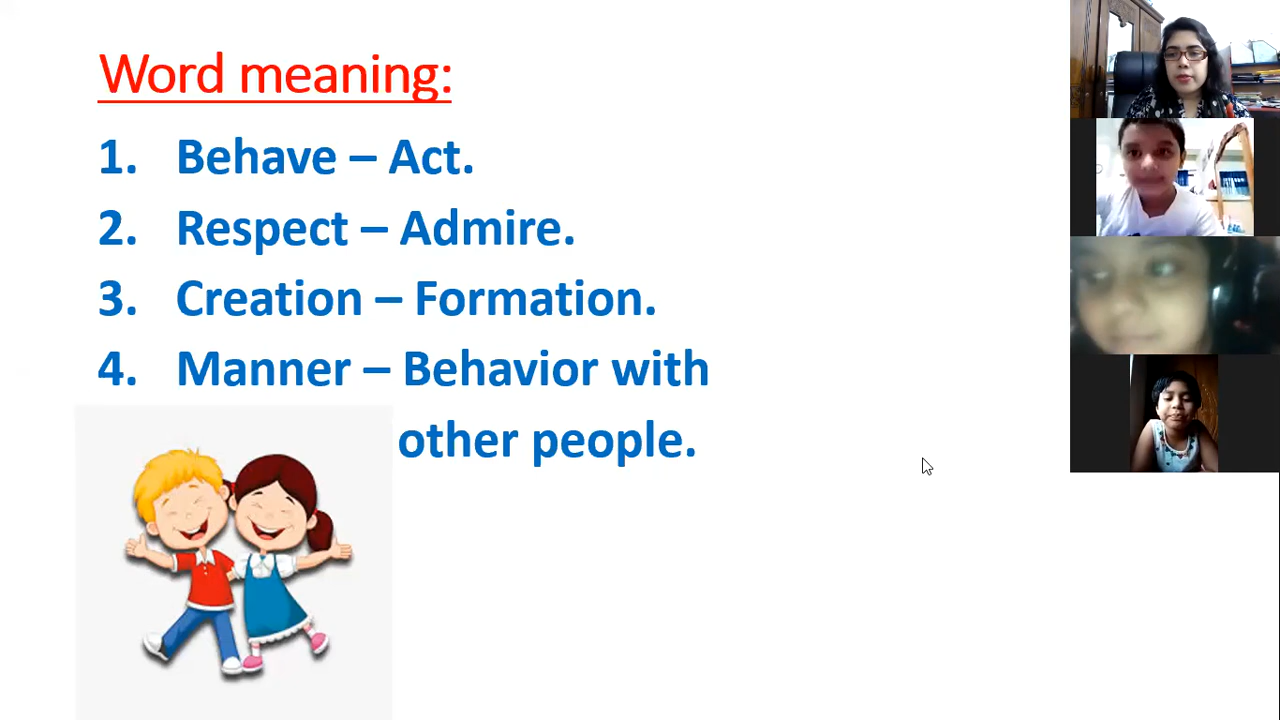 Word meaning:
1. Behave – Act.
2. Respect – Admire.
3. Creation – Formation.
4. Manner – Behavior with
other people.